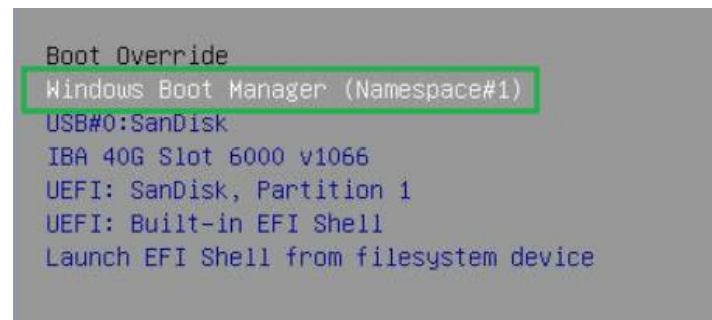 Boot Override
Windows Boot Manager (Namespace#1)
USB#0:SanDisk
IBA 40G Slot 6000 v1066
UEFI: SanDisk, Partition 1
UEFI: Built-in EFI Shell
Launch EFI Shell from filesystem device